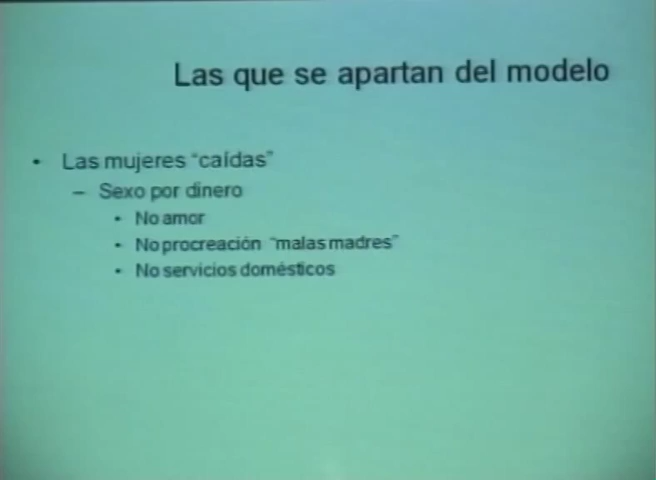 Las que se apartan del modelo
• Las mujeres “caídas”
– Sexo por dinero
• No amor
• No procreación “malas madres”
• No servicios domésticos